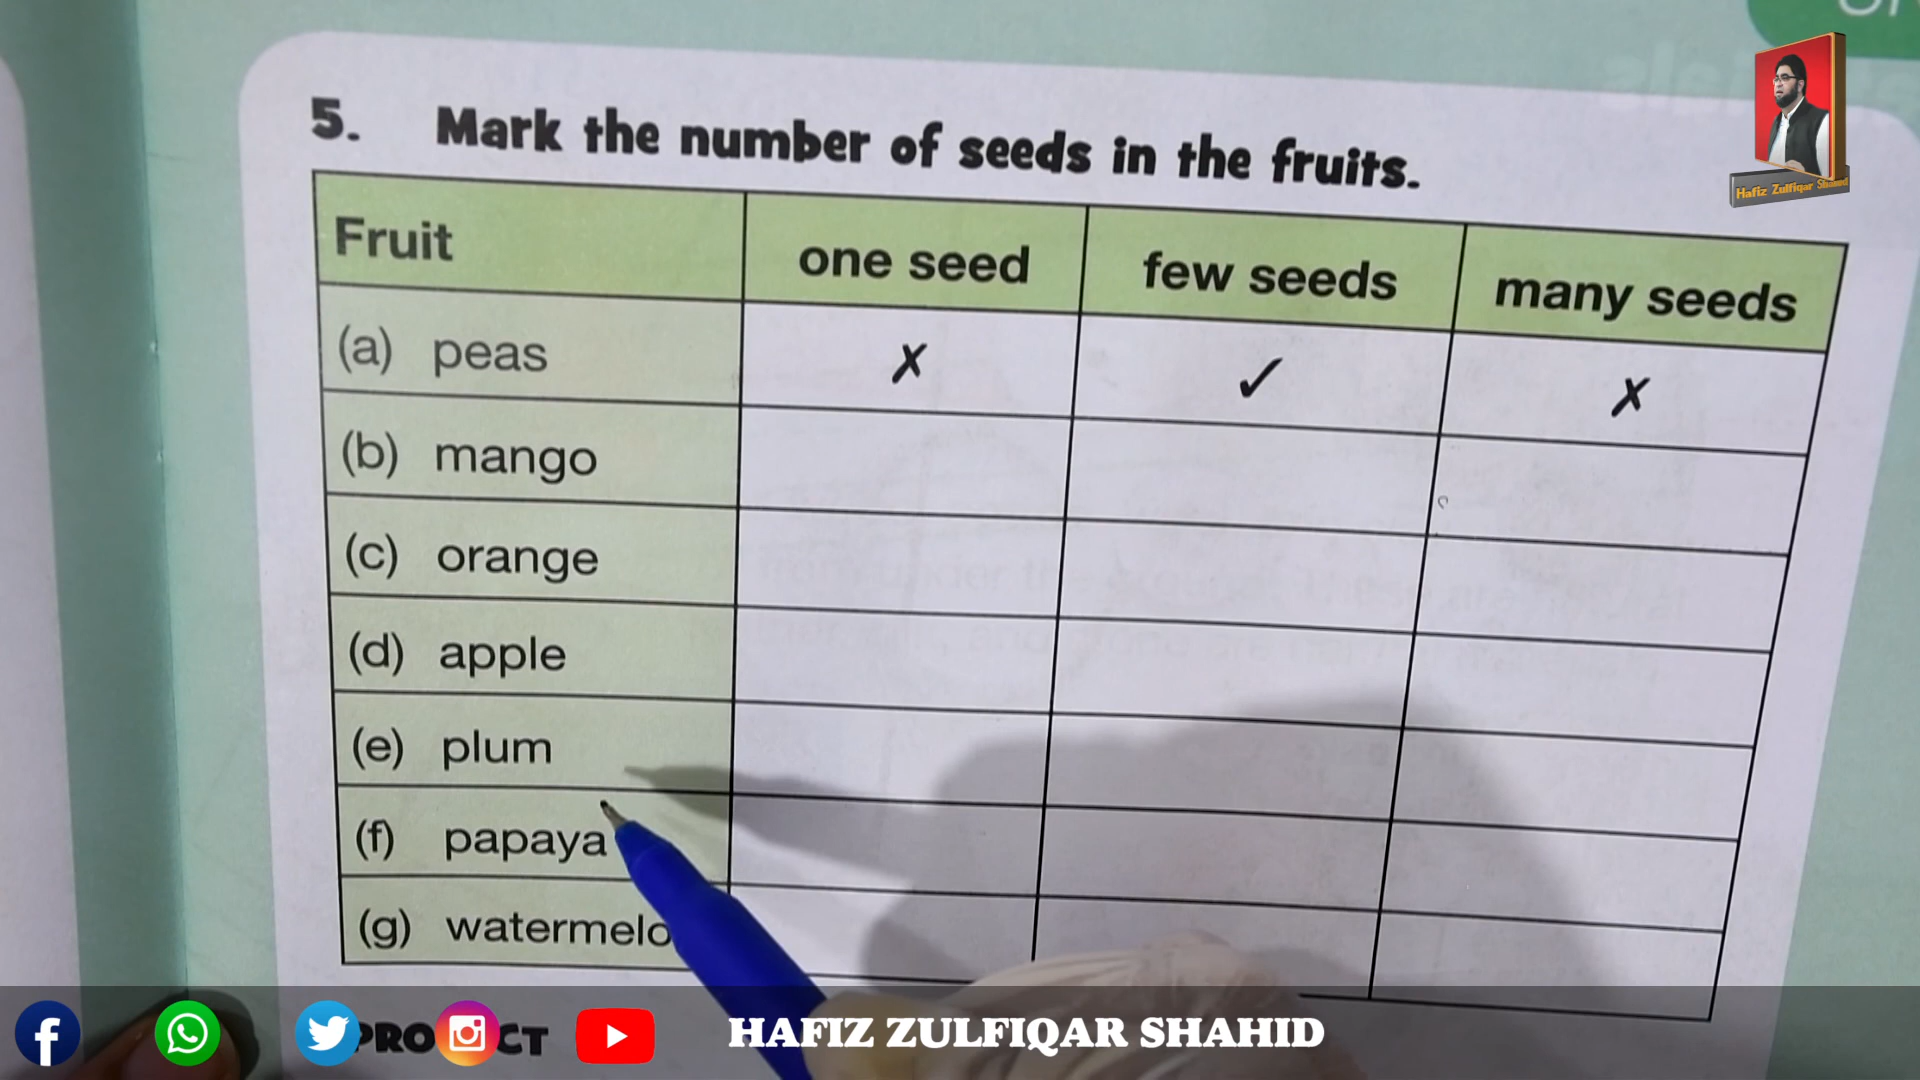 5. Mark the number of seeds in the fruits.
Fruit one seed few seeds many seeds
(a) peas ✗ ✓ ✗
(b) mango
(c) orange
(d) apple
(e) plum
(f) papaya
(g) watermelo
Hafiz Zulfiqar Shahid
HAFIZ ZULFIQAR SHAHID